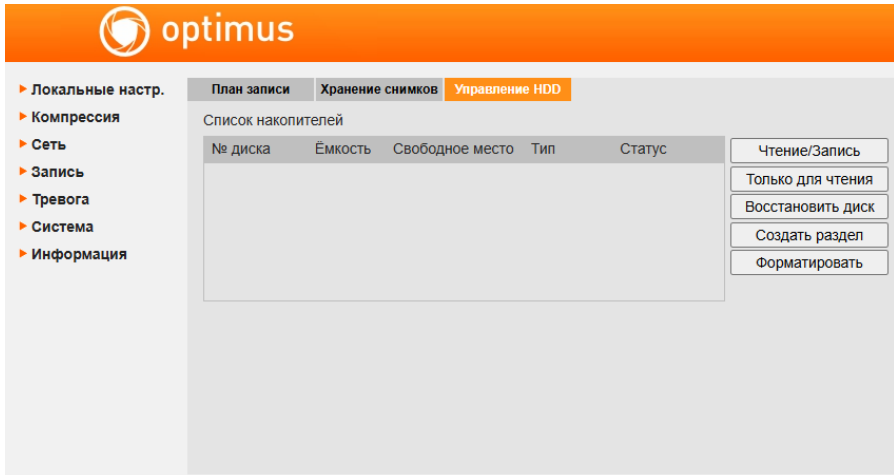 optimus
Локальные настр.
Компрессия
Сеть
Запись
Тревога
Система
Информация
План записи Хранение снимков Управление HDD
Список накопителей
№ диска Ёмкость Свободное место Тип Статус
Чтение/Запись
Только для чтения
Восстановить диск
Создать раздел
Форматировать